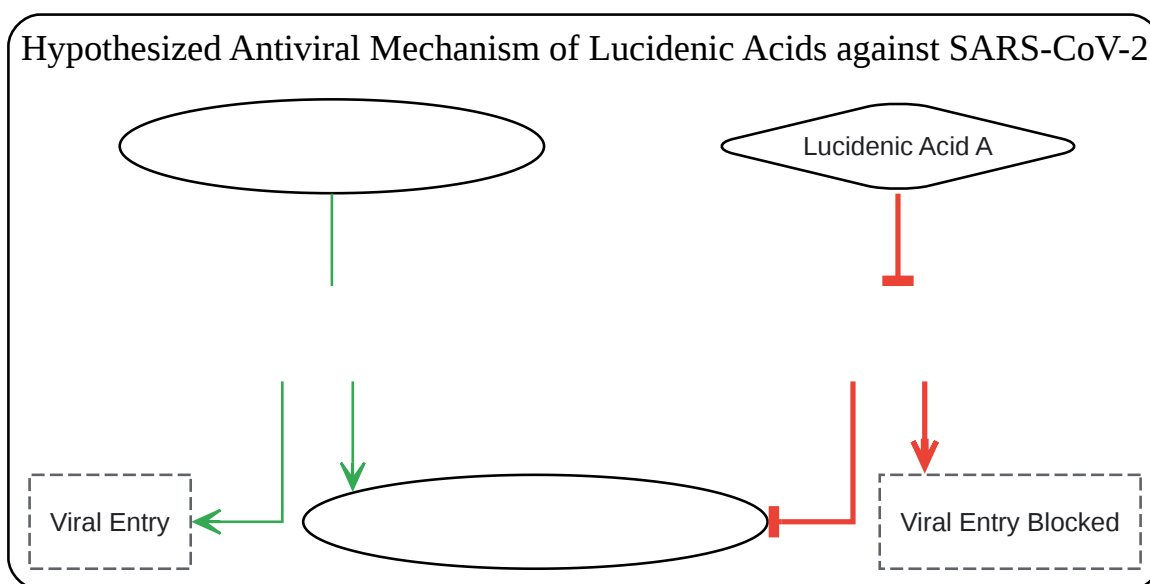 Hypothesized Antiviral Mechanism of Lucidenic Acids against SARS-CoV-2
Lucidenic Acid A
Viral Entry
Viral Entry Blocked